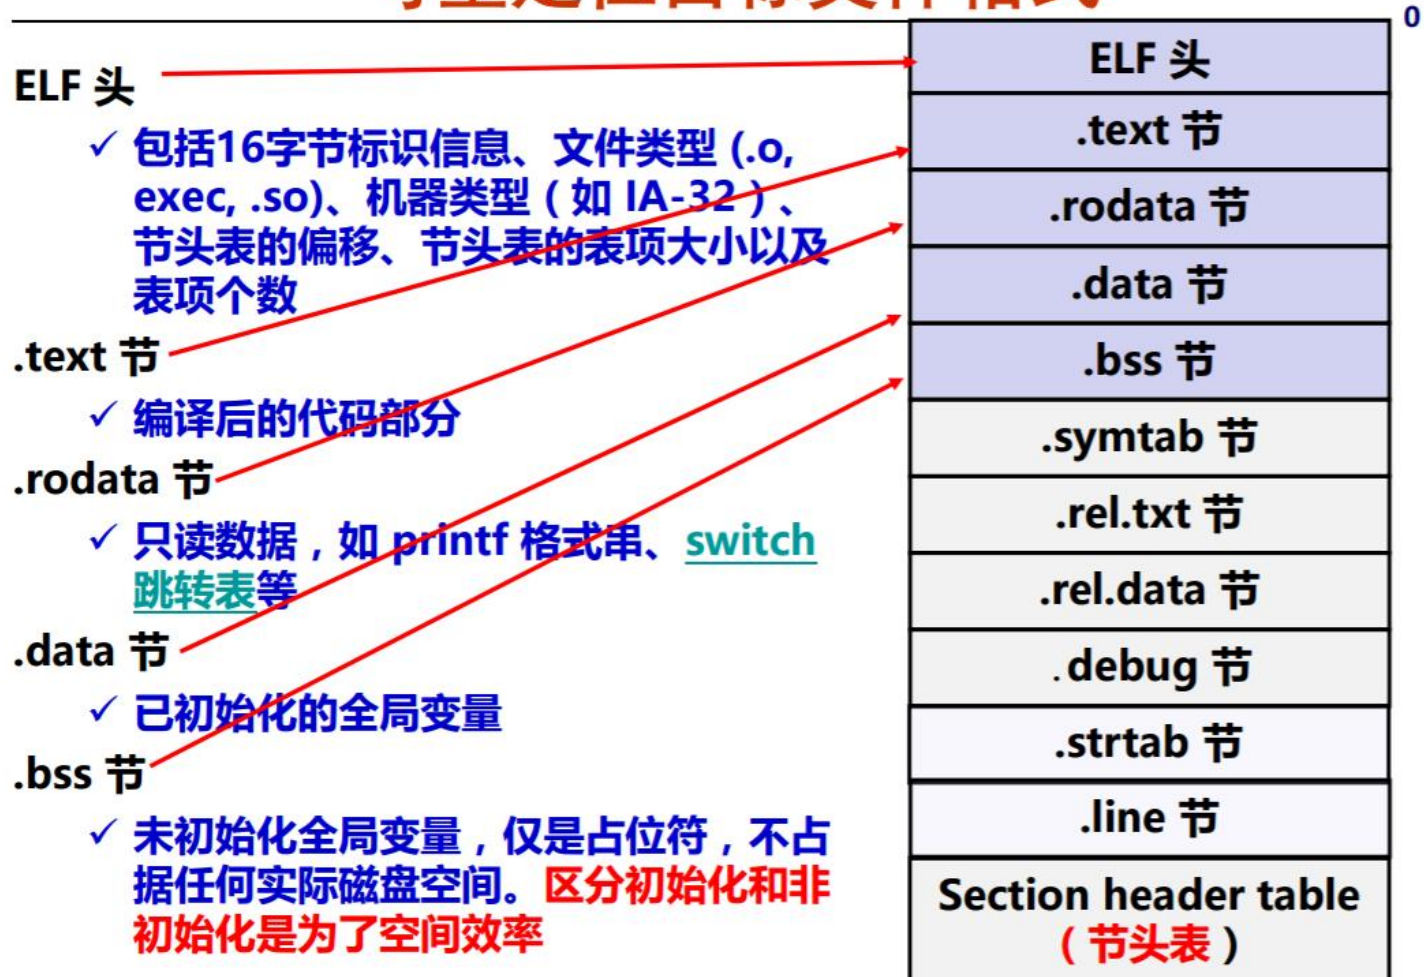 0
ELF 头
✓ 包括16字节标识信息、文件类型 (.o,
exec, .so)、机器类型（如 IA-32）、
节头表的偏移、节头表的表项大小以及
表项个数
.text 节
✓ 编译后的代码部分
.rodata 节
✓ 只读数据，如 printf 格式串、switch
跳转表等
.data 节
✓ 已初始化的全局变量
.bss 节
✓ 未初始化全局变量，仅是占位符，不占
据任何实际磁盘空间。区分初始化和非
初始化是为了空间效率
ELF 头
.text 节
.rodata 节
.data 节
.bss 节
.symtab 节
.rel.txt 节
.rel.data 节
.debug 节
.strtab 节
.line 节
Section header table
（节头表）